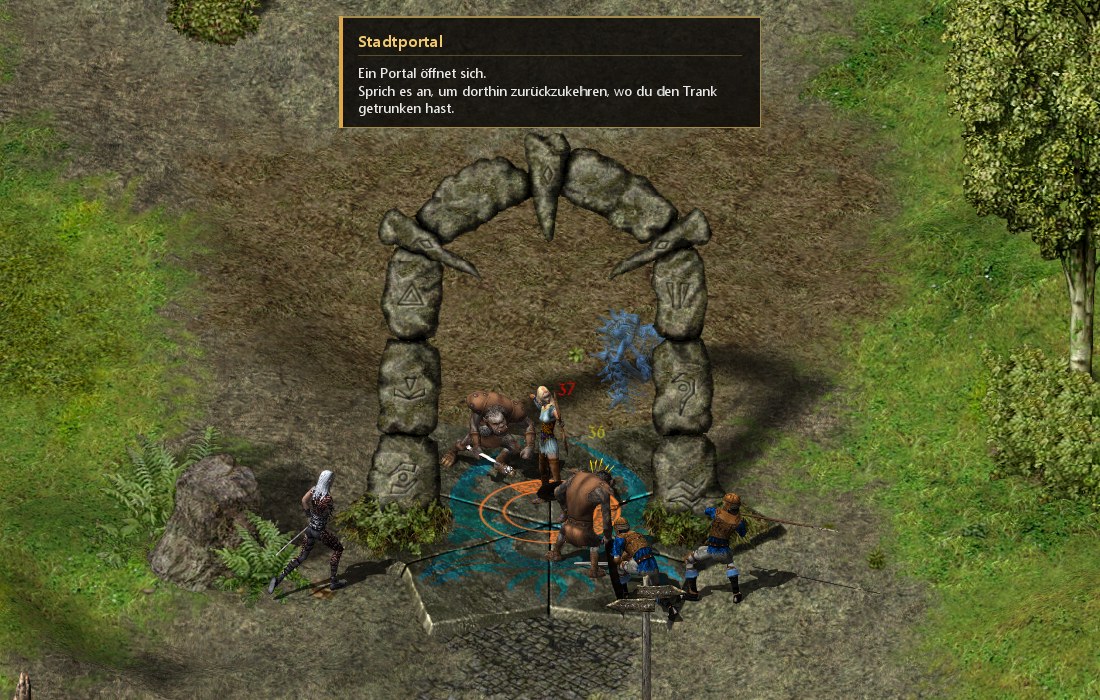 Stadtportal
Ein Portal öffnet sich.
Sprich es an, um dorthin zurückzukehren, wo du den Trank
getrunken hast.
37
36